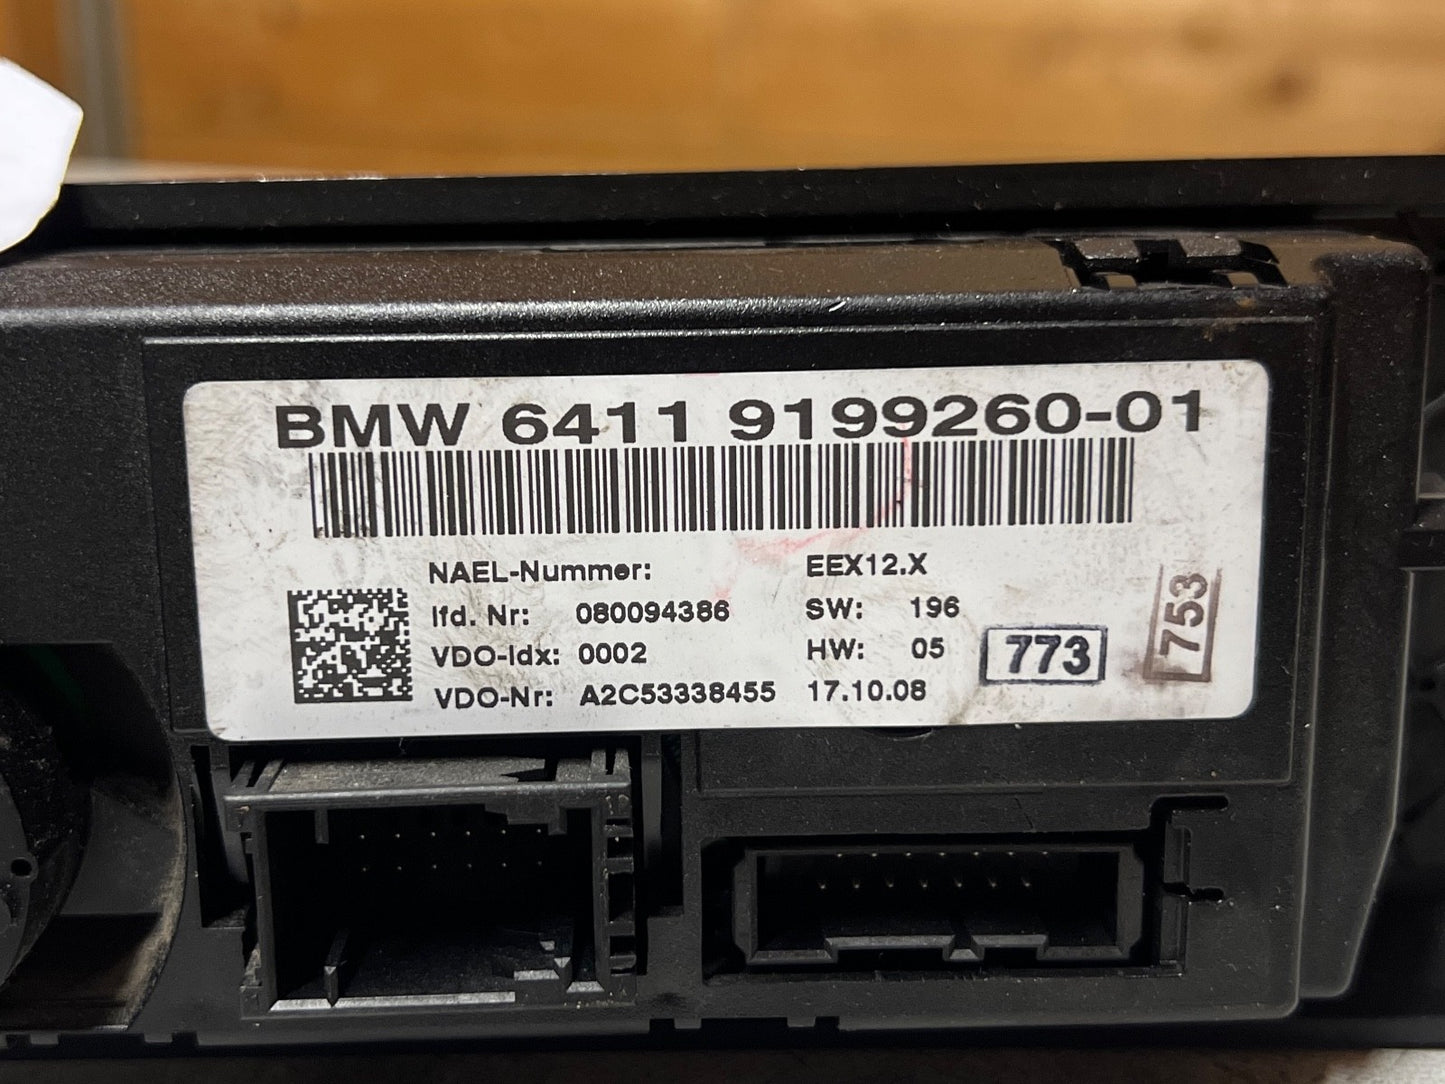 BMW 6411 9199260-01
NAEL-Nummer: EEX12.X
lfd. Nr: 080094386 SW: 196
VDO-Idx: 0002 HW: 05
VDO-Nr: A2C53338455 17.10.08
773
753